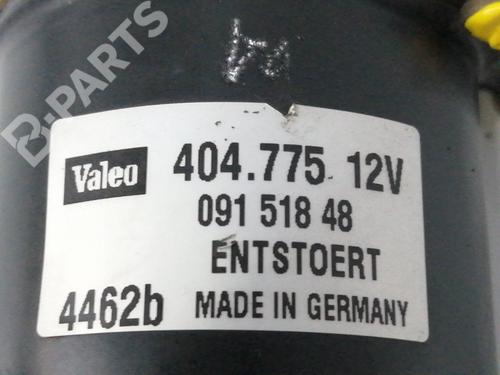 B-PARTS
Valeo 404.775 12V
091 518 48
ENTSTOERT
4462b MADE IN GERMANY